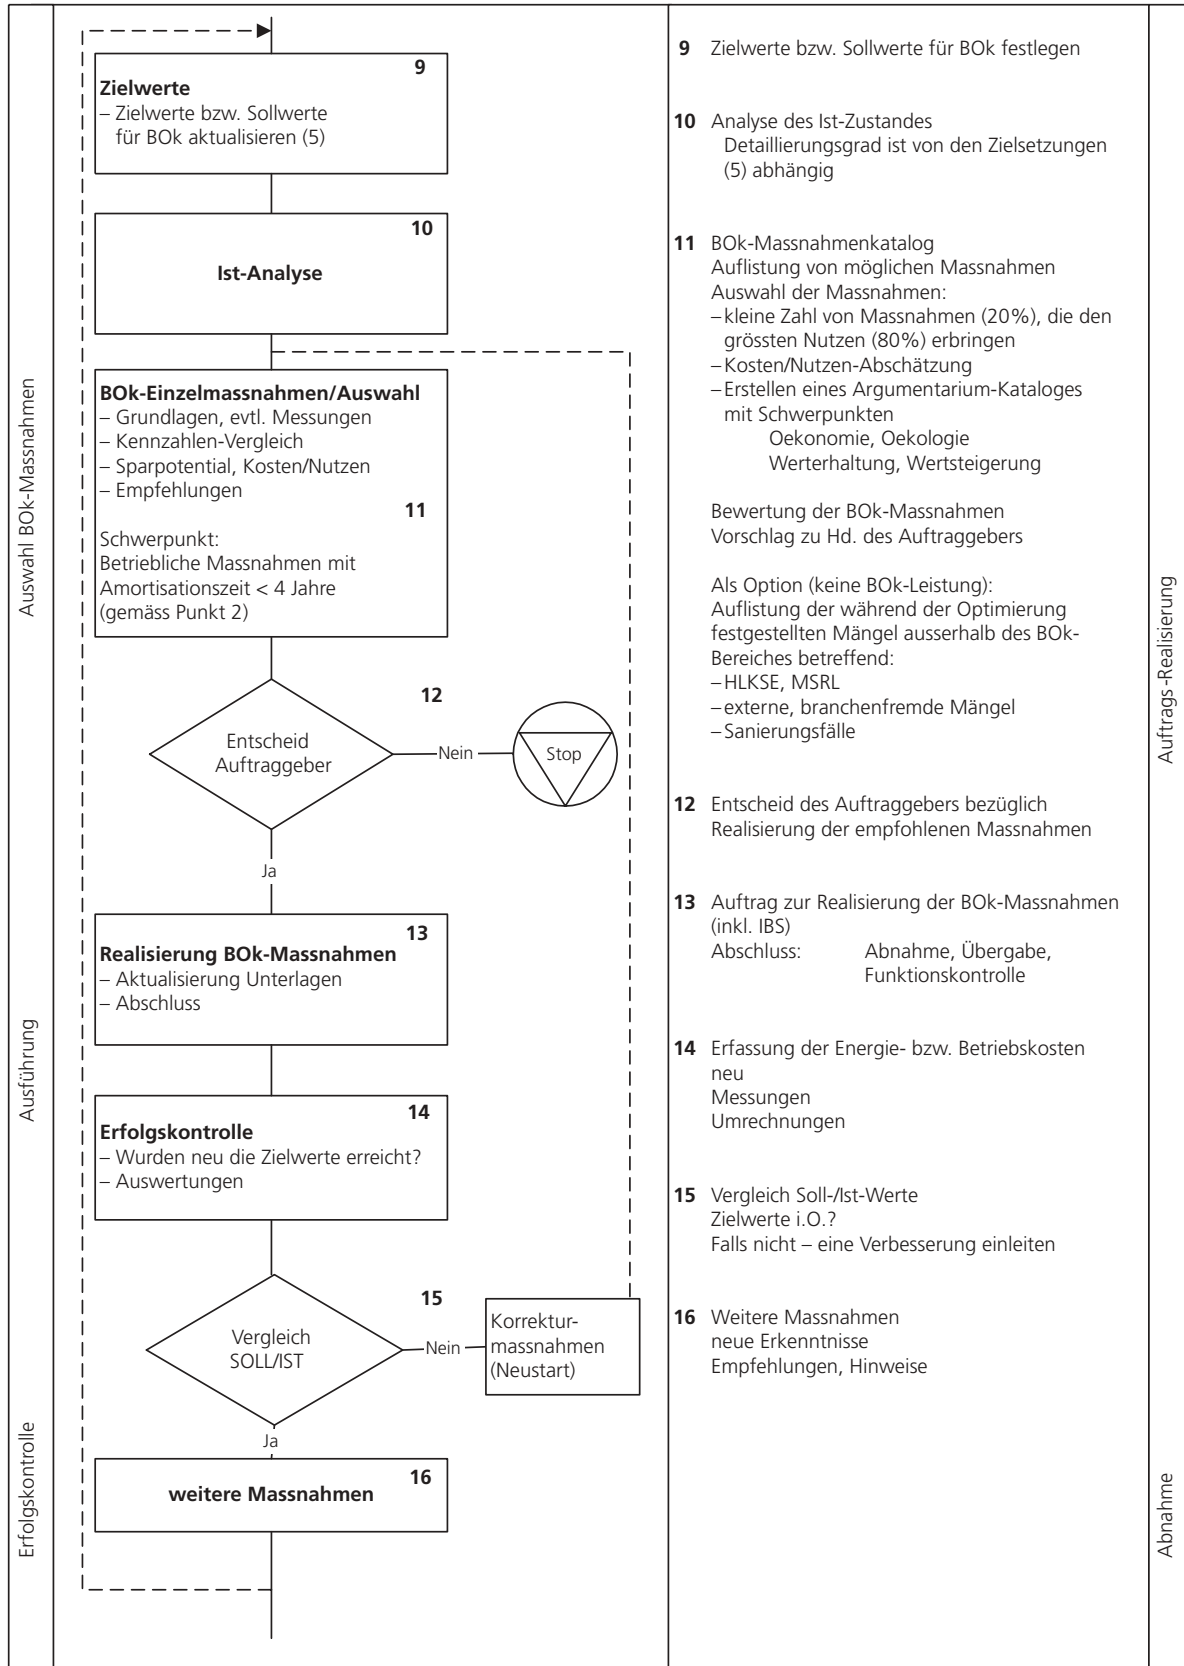 9
Zielwerte
– Zielwerte bzw. Sollwerte
für BOk aktualisieren (5)
10
Ist-Analyse
BOk-Einzelmassnahmen/Auswahl
– Grundlagen, evtl. Messungen
– Kennzahlen-Vergleich
– Sparpotential, Kosten/Nutzen
– Empfehlungen
11
Schwerpunkt:
Betriebliche Massnahmen mit
Amortisationszeit < 4 Jahre
(gemäss Punkt 2)
12
Entscheid
Auftraggeber
Nein
Stop
Ja
13
Realisierung BOk-Massnahmen
– Aktualisierung Unterlagen
– Abschluss
14
Erfolgskontrolle
– Wurden neu die Zielwerte erreicht?
– Auswertungen
15
Vergleich
SOLL/IST
Nein
Korrektur-
massnahmen
(Neustart)
Ja
16
weitere Massnahmen
Auswahl BOk-Massnahmen
Ausführung
Erfolgskontrolle
9 Zielwerte bzw. Sollwerte für BOk festlegen
10 Analyse des Ist-Zustandes
Detaillierungsgrad ist von den Zielsetzungen
(5) abhängig
11 BOk-Massnahmenkatalog
Auflistung von möglichen Massnahmen
Auswahl der Massnahmen:
– kleine Zahl von Massnahmen (20%), die den
grössten Nutzen (80%) erbringen
– Kosten/Nutzen-Abschätzung
– Erstellen eines Argumentarium-Kataloges
mit Schwerpunkten
Oekonomie, Oekologie
Werterhaltung, Wertsteigerung
Bewertung der BOk-Massnahmen
Vorschlag zu Hd. des Auftraggebers
Als Option (keine BOk-Leistung):
Auflistung der während der Optimierung
festgestellten Mängel ausserhalb des BOk-
Bereiches betreffend:
– HLKSE, MSRL
– externe, branchenfremde Mängel
– Sanierungsfälle
12 Entscheid des Auftraggebers bezüglich
Realisierung der empfohlenen Massnahmen
13 Auftrag zur Realisierung der BOk-Massnahmen
(inkl. IBS)
Abschluss: Abnahme, Übergabe,
Funktionskontrolle
14 Erfassung der Energie- bzw. Betriebskosten
neu
Messungen
Umrechnungen
15 Vergleich Soll-/Ist-Werte
Zielwerte i.O.?
Falls nicht – eine Verbesserung einleiten
16 Weitere Massnahmen
neue Erkenntnisse
Empfehlungen, Hinweise
Auftrags-Realisierung
Abnahme